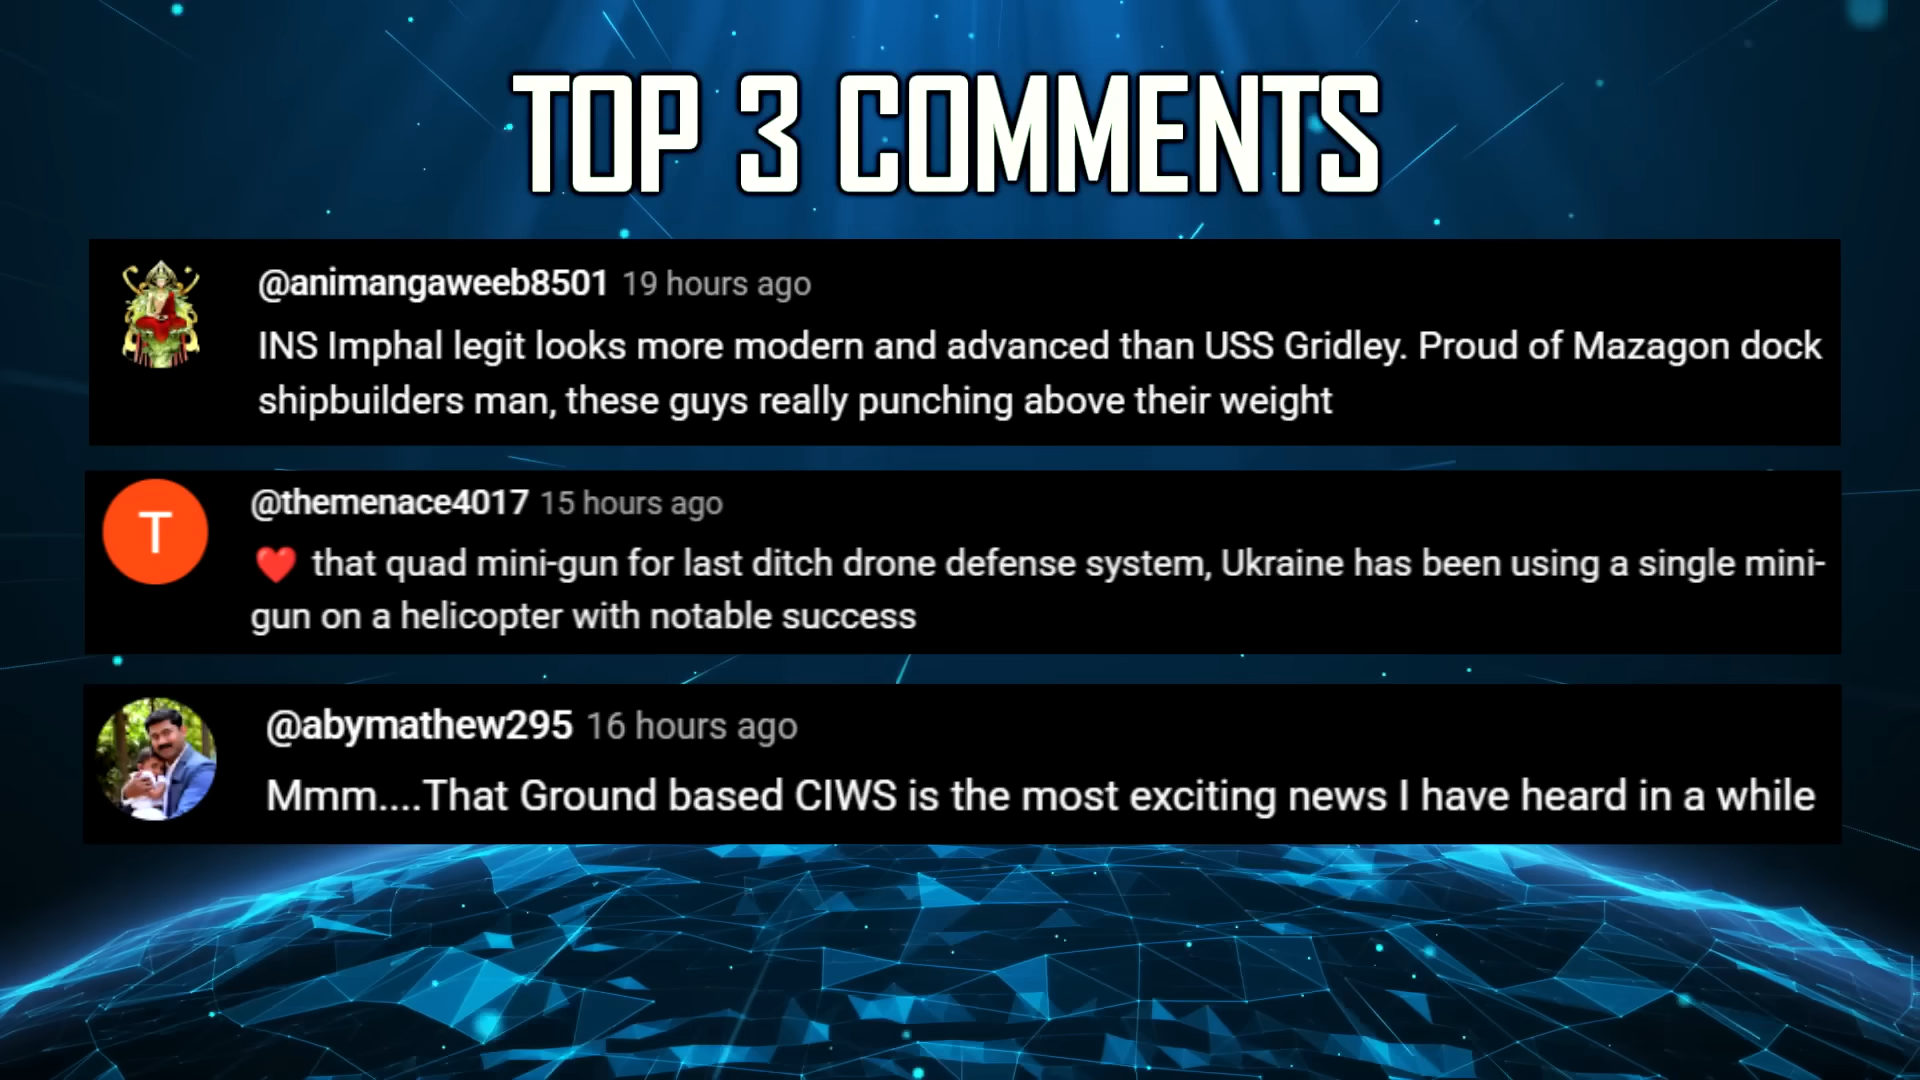 TOP 3 COMMENTS
@animangaweeb8501 19 hours ago
INS Imphal legit looks more modern and advanced than USS Gridley. Proud of Mazagon dock
shipbuilders man, these guys really punching above their weight
T
@themenace4017 15 hours ago
❤️ that quad mini-gun for last ditch drone defense system, Ukraine has been using a single mini-
gun on a helicopter with notable success
@abymathew295 16 hours ago
Mmm....That Ground based CIWS is the most exciting news I have heard in a while